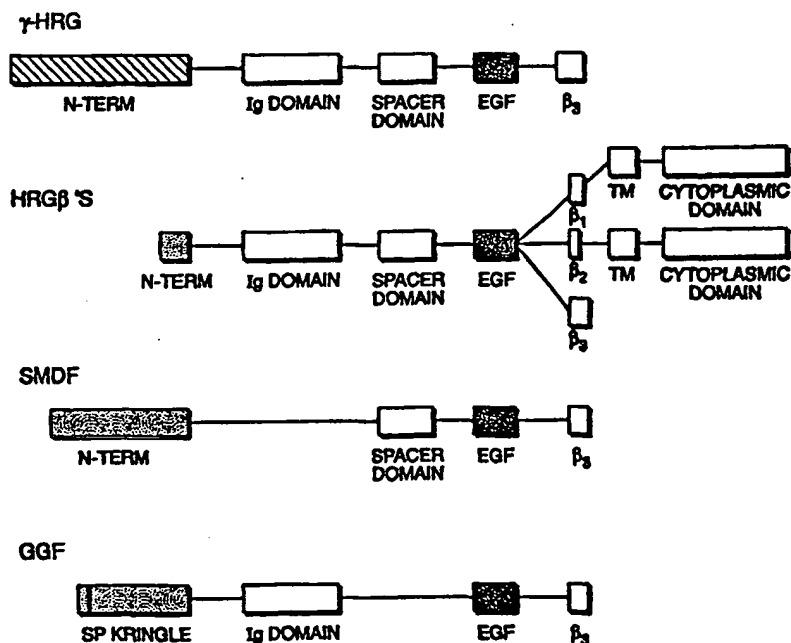 γ-HRG
N-TERM
Ig DOMAIN
SPACER
DOMAIN
EGF
β3
HRGβ'S
N-TERM
Ig DOMAIN
SPACER
DOMAIN
EGF
β1
TM
CYTOPLASMIC
DOMAIN
β2
TM
CYTOPLASMIC
DOMAIN
β3
SMDF
N-TERM
SPACER
DOMAIN
EGF
β3
GGF
SP KRINGLE
Ig DOMAIN
EGF
β3